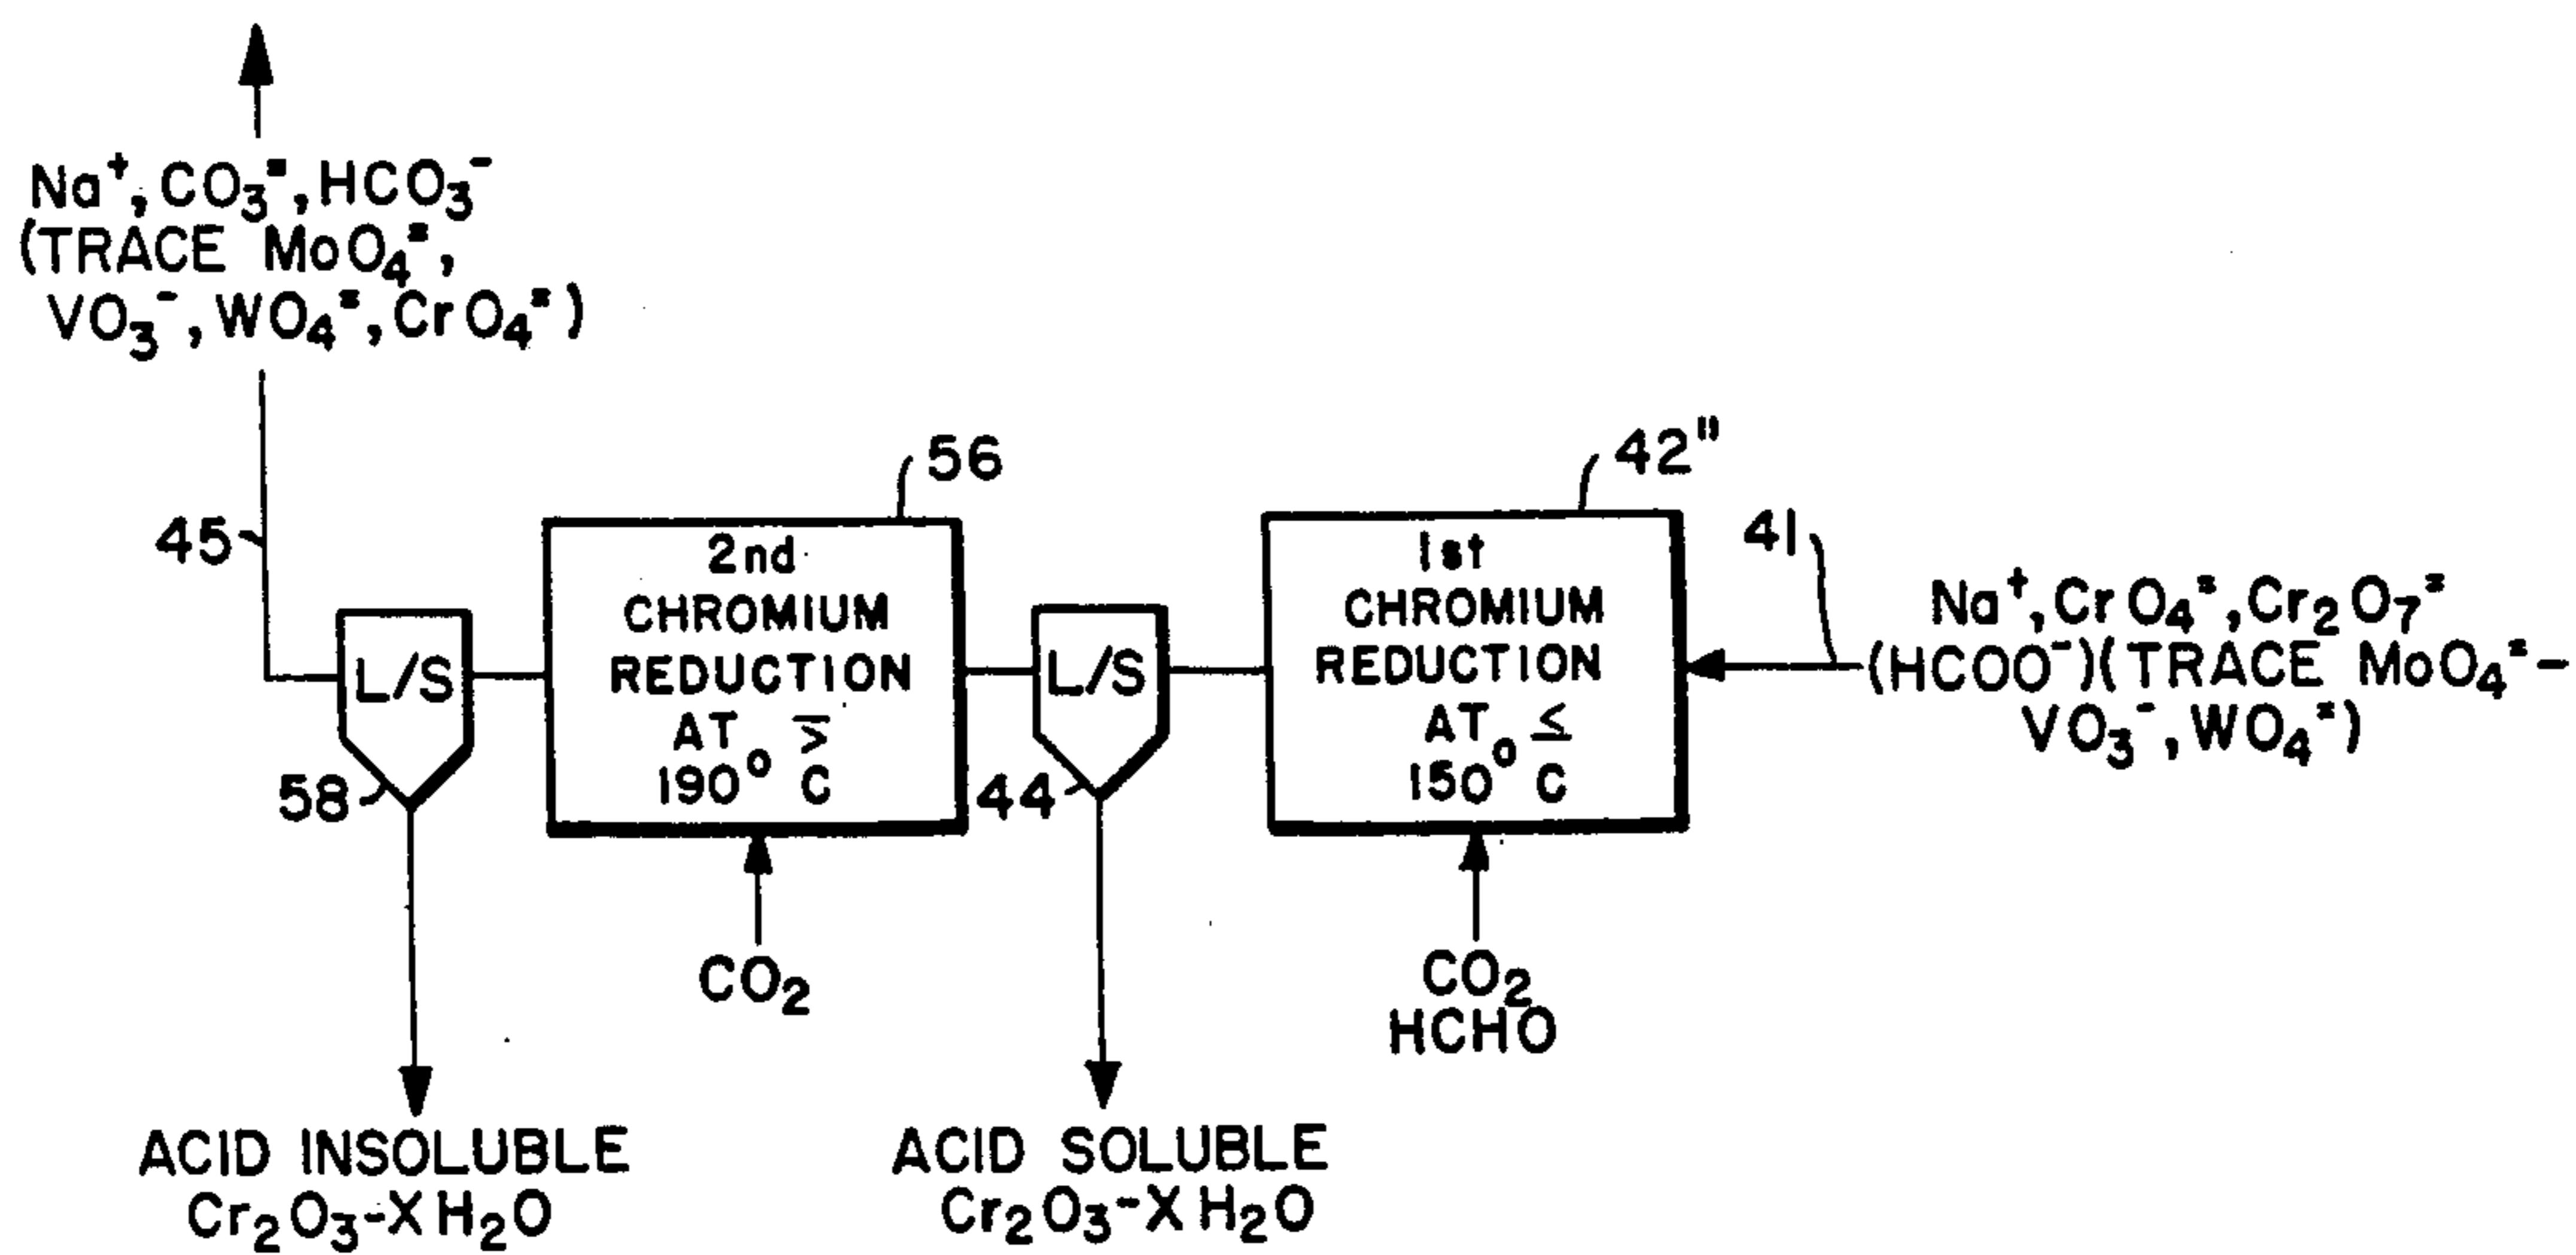 Na⁺, CO₃⁼, HCO₃⁻
(TRACE MoO₄⁼,
VO₃⁻, WO₄⁼, CrO₄⁼)
45
58
L/S
56
2nd
CHROMIUM
REDUCTION
AT ≥
190° C
CO₂
44
L/S
42"
1st
CHROMIUM
REDUCTION
AT ≤
150° C
CO₂
HCHO
41
Na⁺, CrO₄⁼, Cr₂O₇⁼
(HCOO⁻)(TRACE MoO₄⁼-
VO₃⁻, WO₄⁼)
ACID INSOLUBLE
Cr₂O₃-XH₂O
ACID SOLUBLE
Cr₂O₃-XH₂O